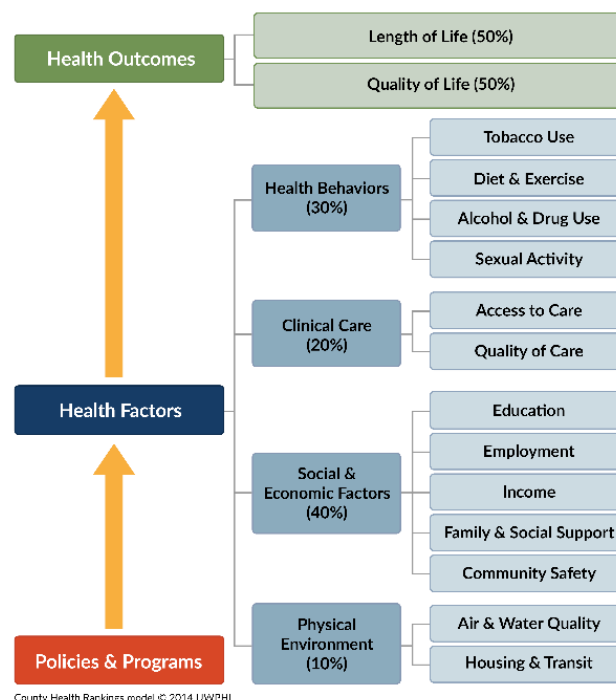 Health Outcomes
Length of Life (50%)
Quality of Life (50%)
Health Factors
Health Behaviors
(30%)
Tobacco Use
Diet & Exercise
Alcohol & Drug Use
Sexual Activity
Clinical Care
(20%)
Access to Care
Quality of Care
Social &
Economic Factors
(40%)
Education
Employment
Income
Family & Social Support
Community Safety
Physical
Environment
(10%)
Air & Water Quality
Housing & Transit
Policies & Programs
County Health Rankings model © 2014 UWPHI